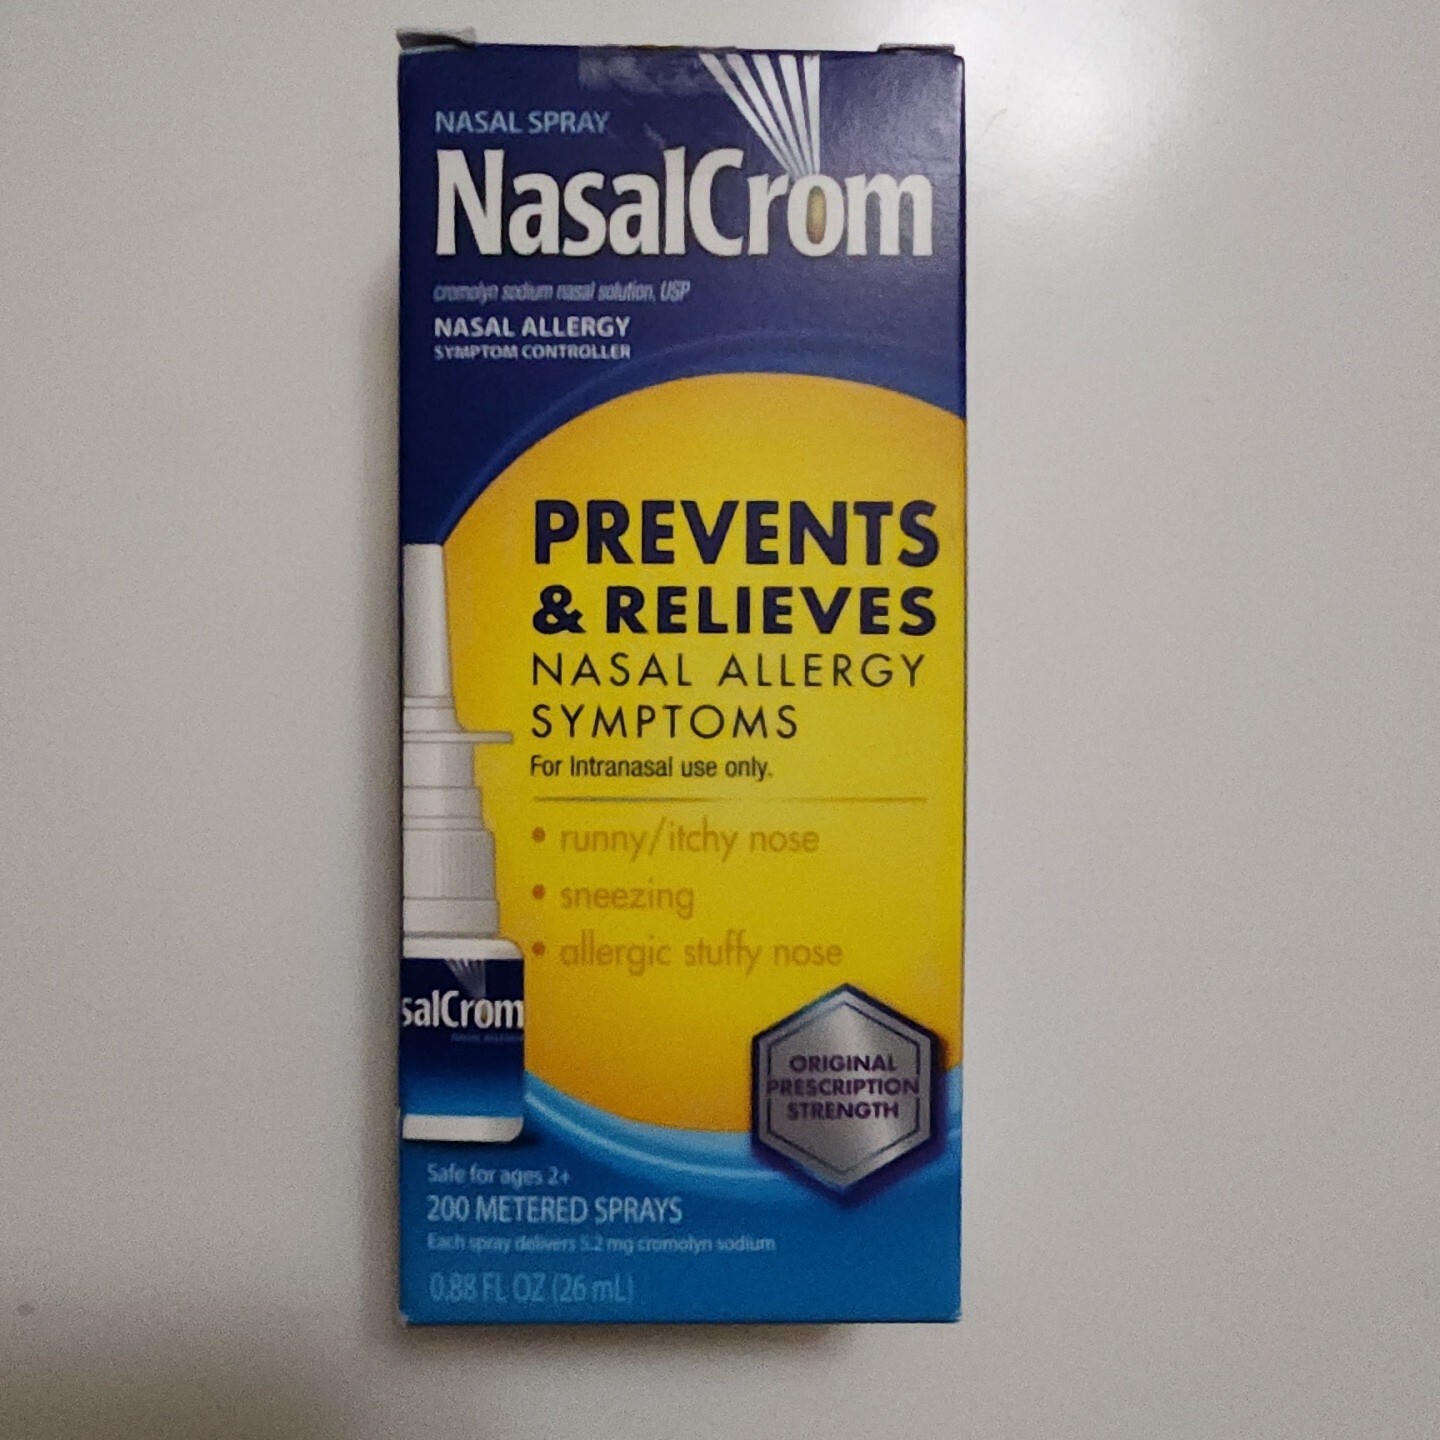 NASAL SPRAY
NasalCrom
cromolyn sodium nasal solution, USP
NASAL ALLERGY
SYMPTOM CONTROLLER
PREVENTS
& RELIEVES
NASAL ALLERGY
SYMPTOMS
For Intranasal use only.
• runny/itchy nose
• sneezing
• allergic stuffy nose
salCrom
ORIGINAL
PRESCRIPTION
STRENGTH
Safe for ages 2+
200 METERED SPRAYS
Each spray delivers 5.2 mg cromolyn sodium
0.88 FL OZ (26 mL)